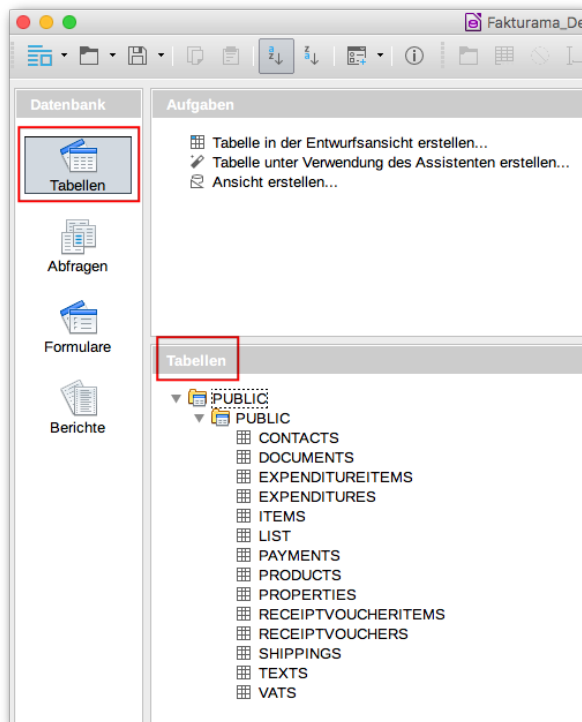 Fakturama_De
Datenbank
Aufgaben
Tabellen
Abfragen
Formulare
Berichte
Tabelle in der Entwurfsansicht erstellen...
Tabelle unter Verwendung des Assistenten erstellen...
Ansicht erstellen...
Tabellen
PUBLIC
PUBLIC
CONTACTS
DOCUMENTS
EXPENDITUREITEMS
EXPENDITURES
ITEMS
LIST
PAYMENTS
PRODUCTS
PROPERTIES
RECEIPTVOUCHERITEMS
RECEIPTVOUCHERS
SHIPPINGS
TEXTS
VATS